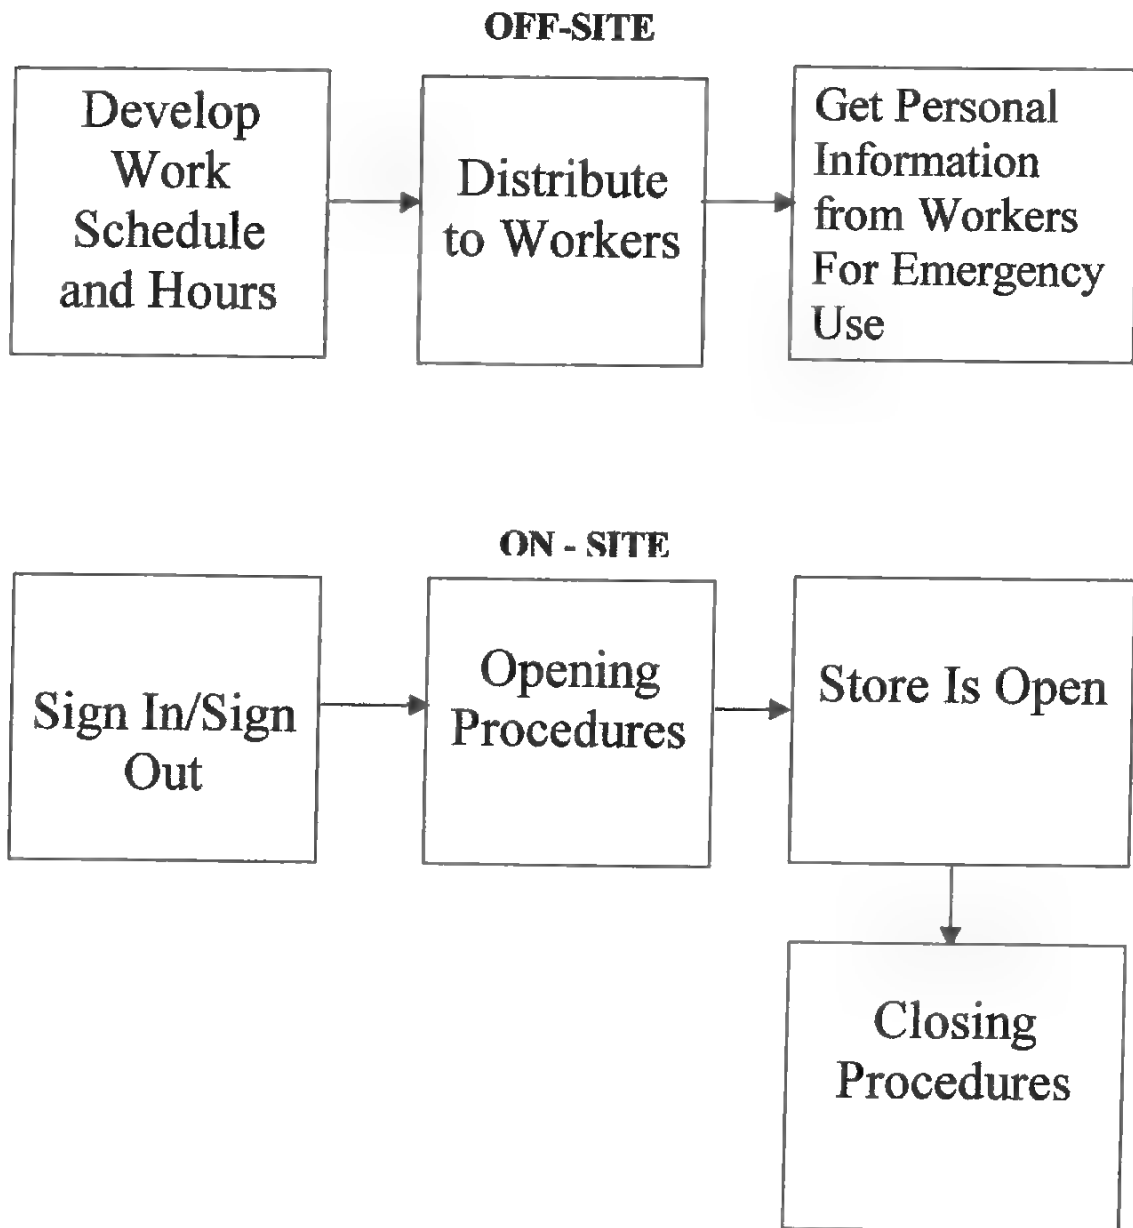 OFF-SITE
Develop
Work
Schedule
and Hours
Distribute
to Workers
Get Personal
Information
from Workers
For Emergency
Use
ON - SITE
Sign In/Sign
Out
Opening
Procedures
Store Is Open
Closing
Procedures